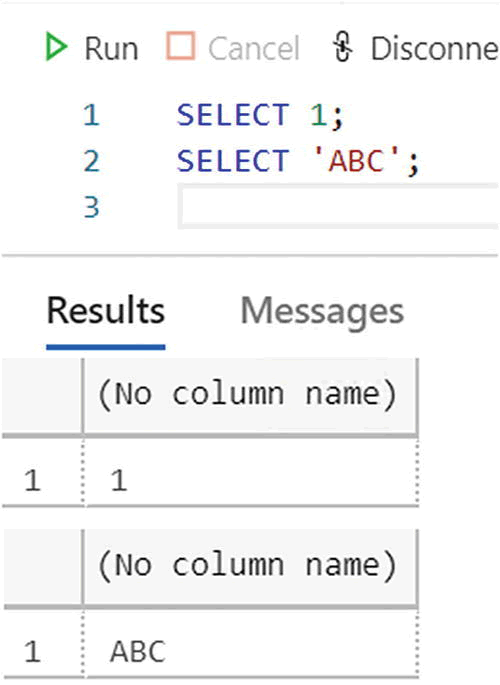 Run Cancel Disconne
1 SELECT 1;
2 SELECT 'ABC';
3
Results Messages
(No column name)
1 1
(No column name)
1 ABC